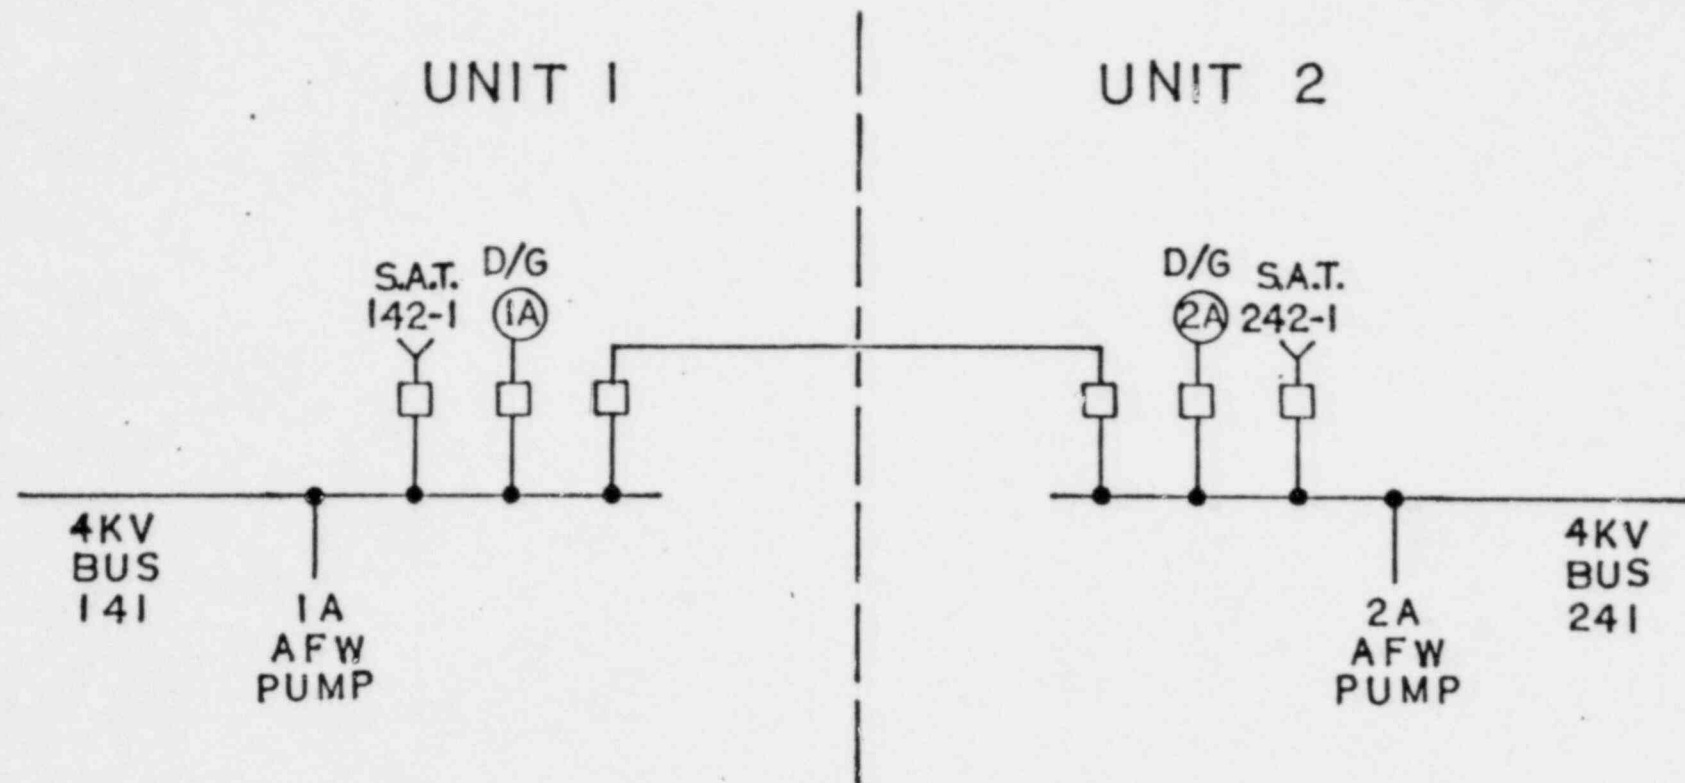 UNIT 1
UNIT 2
S.A.T.
142-1
D/G
1A
D/G
2A
S.A.T.
242-1
4KV
BUS
141
1A
AFW
PUMP
2A
AFW
PUMP
4KV
BUS
241